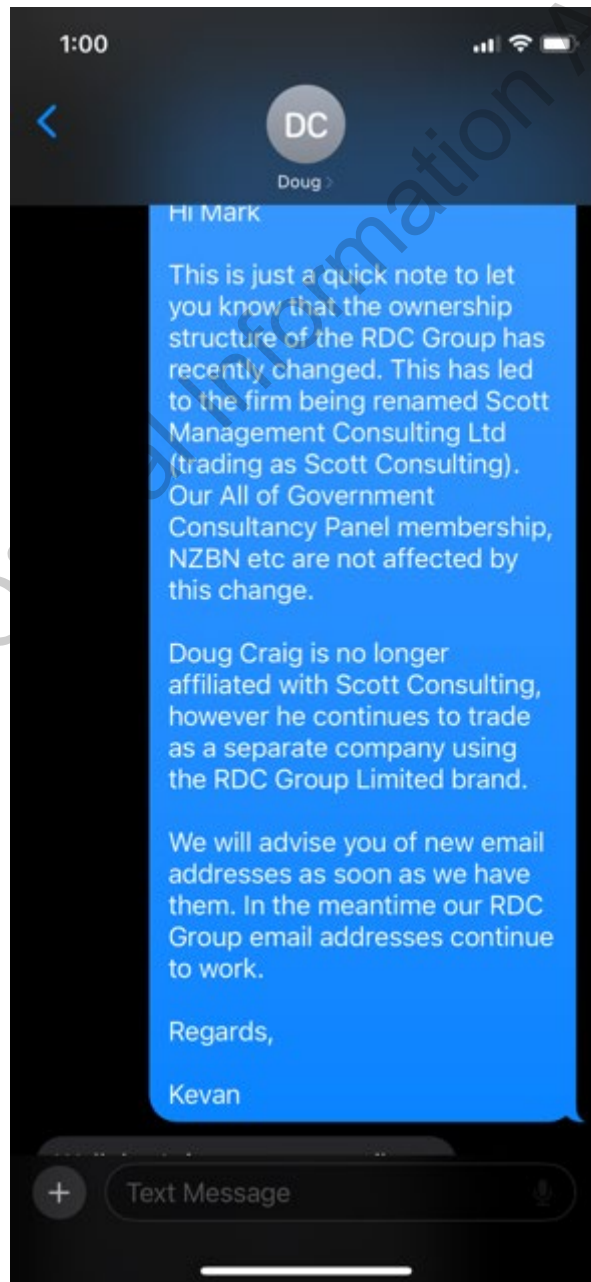 1:00
DC
Doug
Hi Mark
This is just a quick note to let
you know that the ownership
structure of the RDC Group has
recently changed. This has led
to the firm being renamed Scott
Management Consulting Ltd
(trading as Scott Consulting).
Our All of Government
Consultancy Panel membership,
NZBN etc are not affected by
this change.
Doug Craig is no longer
affiliated with Scott Consulting,
however he continues to trade
as a separate company using
the RDC Group Limited brand.
We will advise you of new email
addresses as soon as we have
them. In the meantime our RDC
Group email addresses continue
to work.
Regards,
Kevan
Text Message
Information A